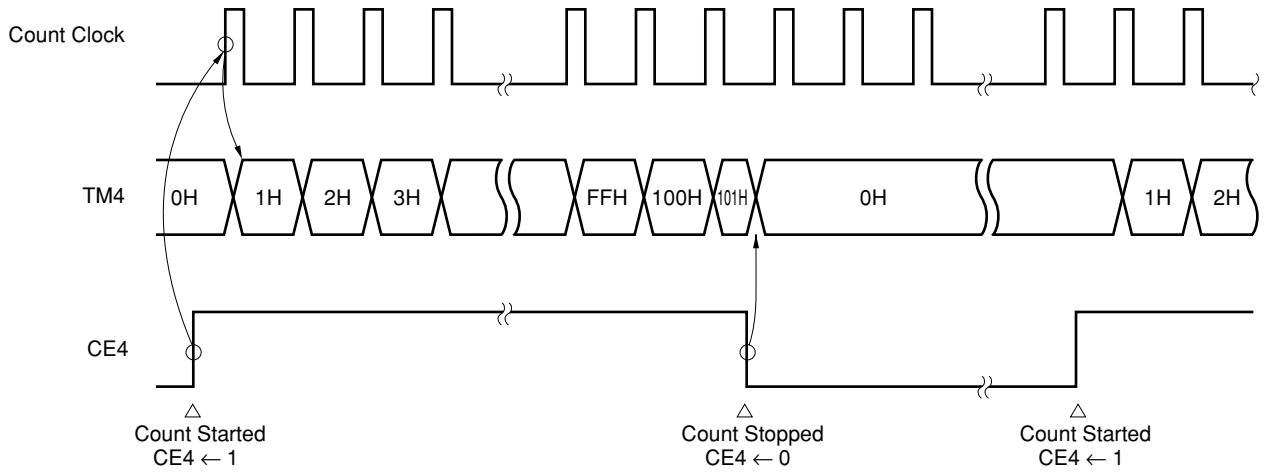 Count Clock
TM4
0H 1H 2H 3H FFH 100H 101H 0H 1H 2H
CE4
Count Started
CE4 ← 1
Count Stopped
CE4 ← 0
Count Started
CE4 ← 1